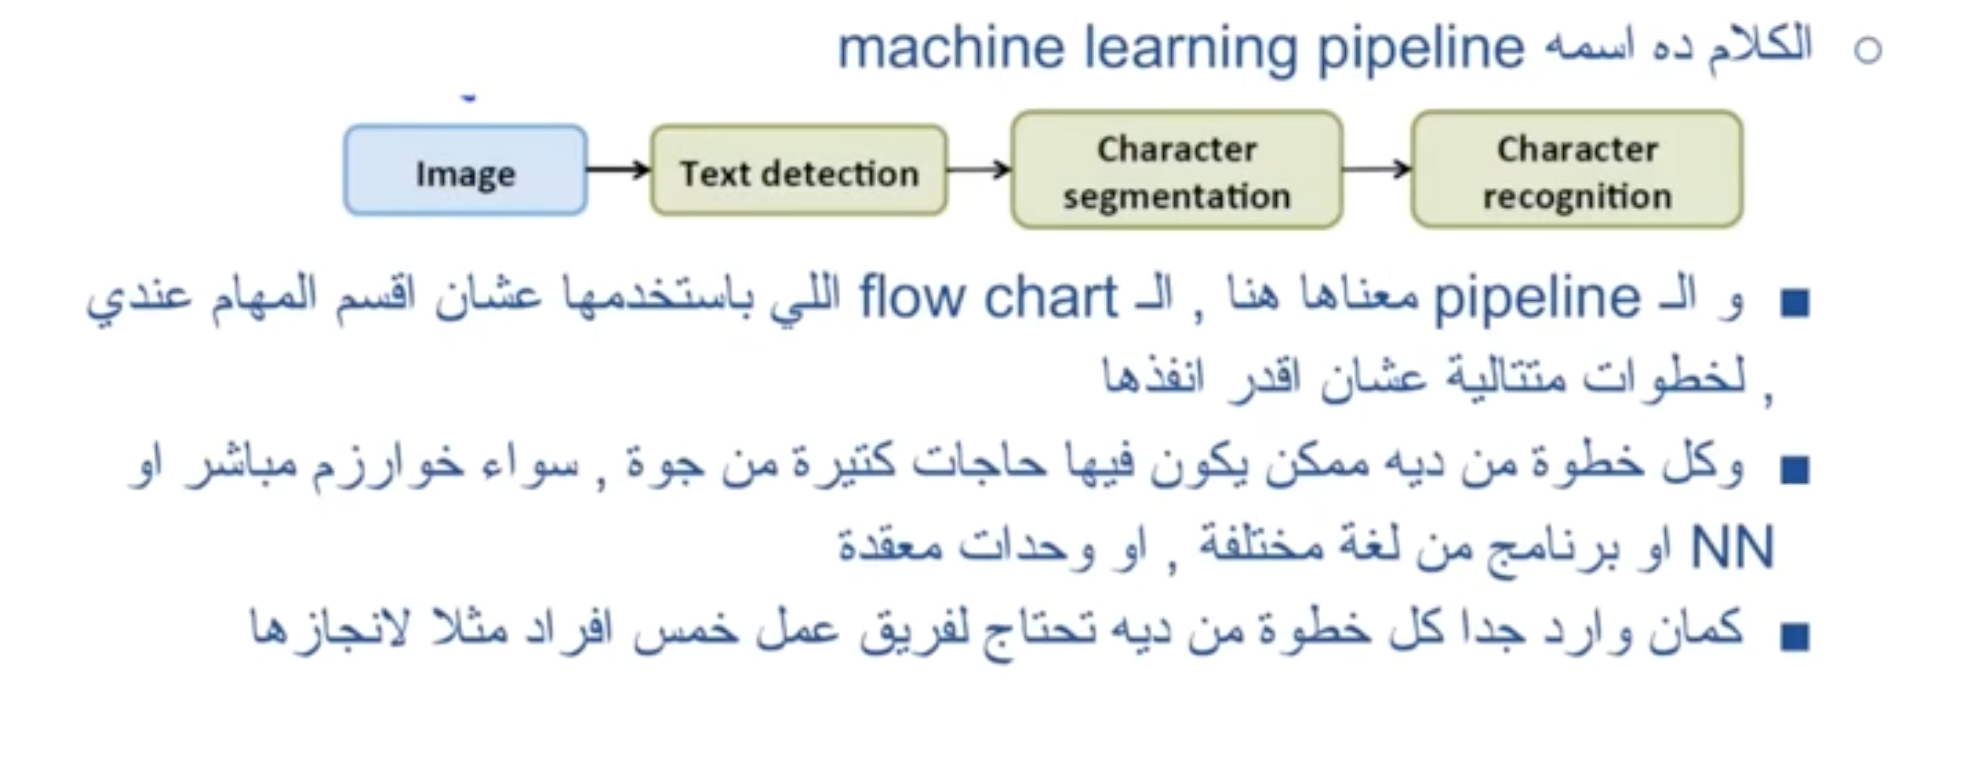 الكلام ده اسمه machine learning pipeline
Image
Text detection
Character
segmentation
Character
recognition
و الـ pipeline معناها هنا , الـ flow chart اللي باستخدمها عشان اقسم المهام عندي
, لخطوات متتالية عشان اقدر انفذها
وكل خطوة من ديه ممكن يكون فيها حاجات كتيرة من جوة , سواء خوارزم مباشر او
NN او برنامج من لغة مختلفة , او وحدات معقدة
كمان وارد جدا كل خطوة من ديه تحتاج لفريق عمل خمس افراد مثلا لانجازها